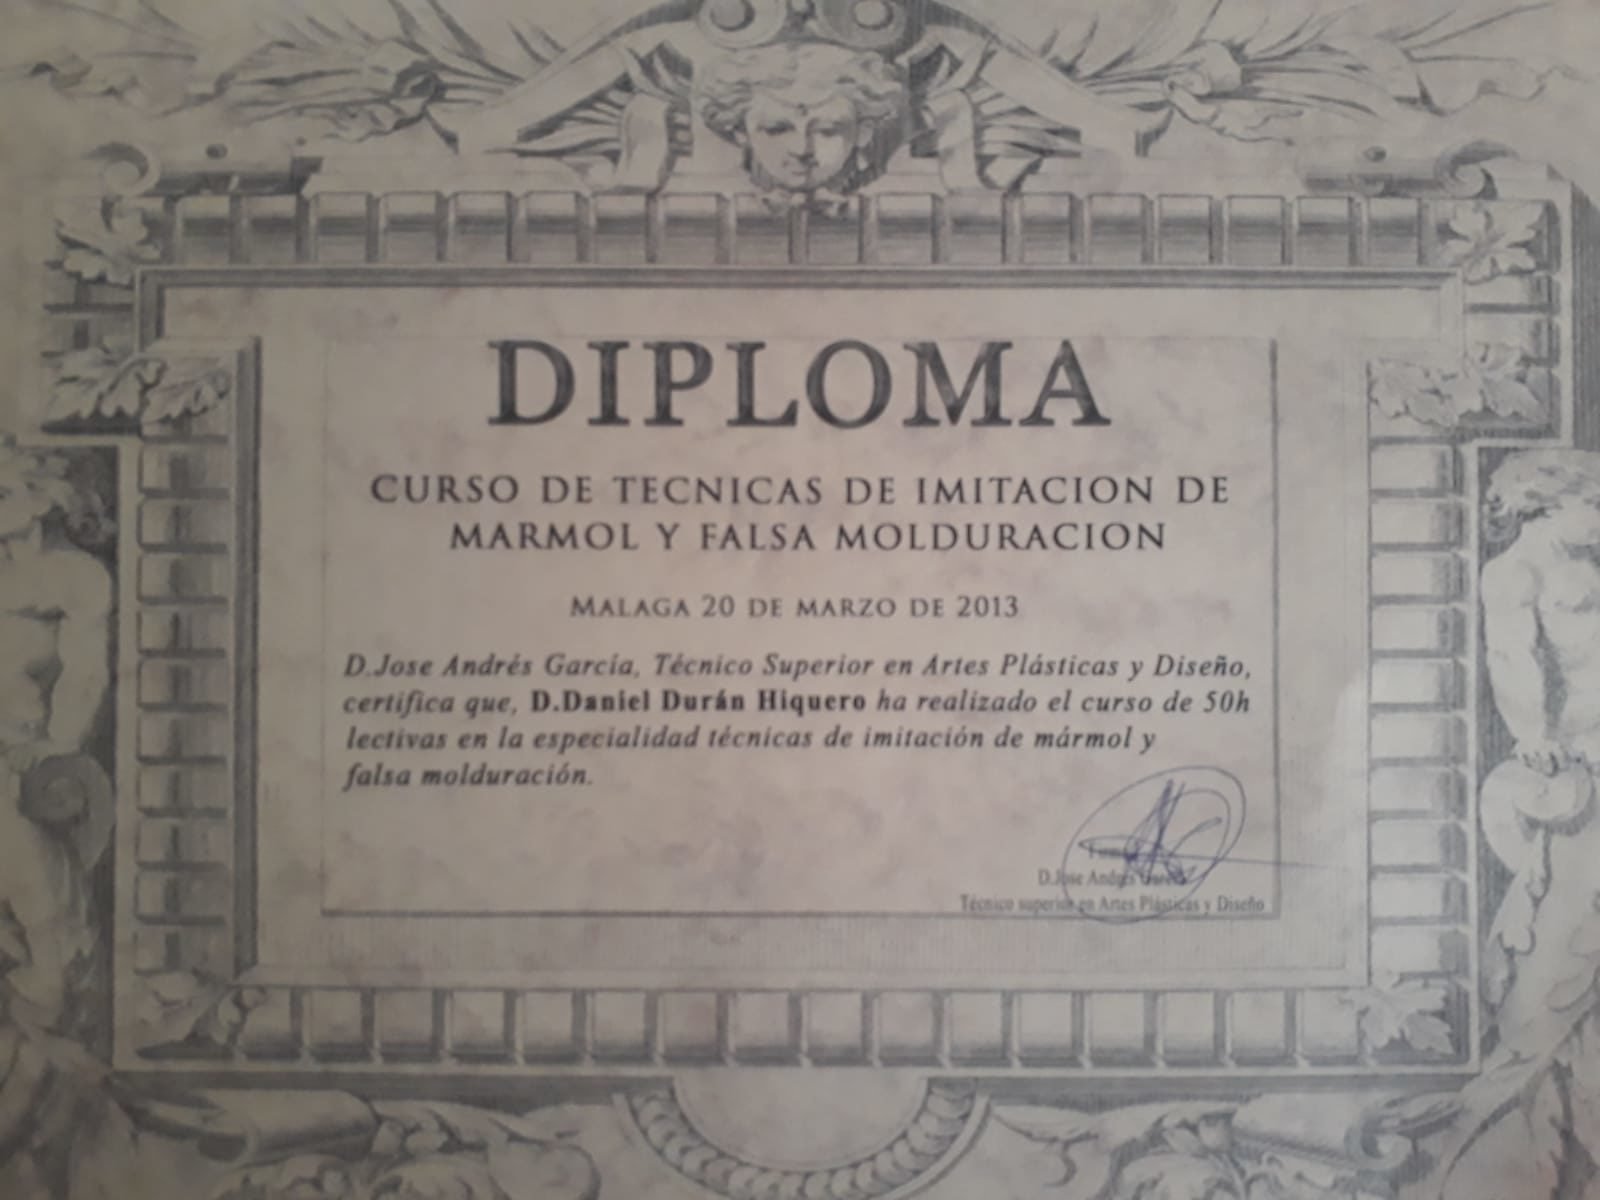 DIPLOMA
CURSO DE TECNICAS DE IMITACION DE
MARMOL Y FALSA MOLDURACION
MALAGA 20 DE MARZO DE 2013
D.Jose Andrés García, Técnico Superior en Artes Plásticas y Diseño,
certifica que, D.Daniel Durán Hiquero ha realizado el curso de 50h
lectivas en la especialidad técnicas de imitación de mármol y
falsa molduración.
D.Jose Andrés García
Técnico superior en Artes Plásticas y Diseño